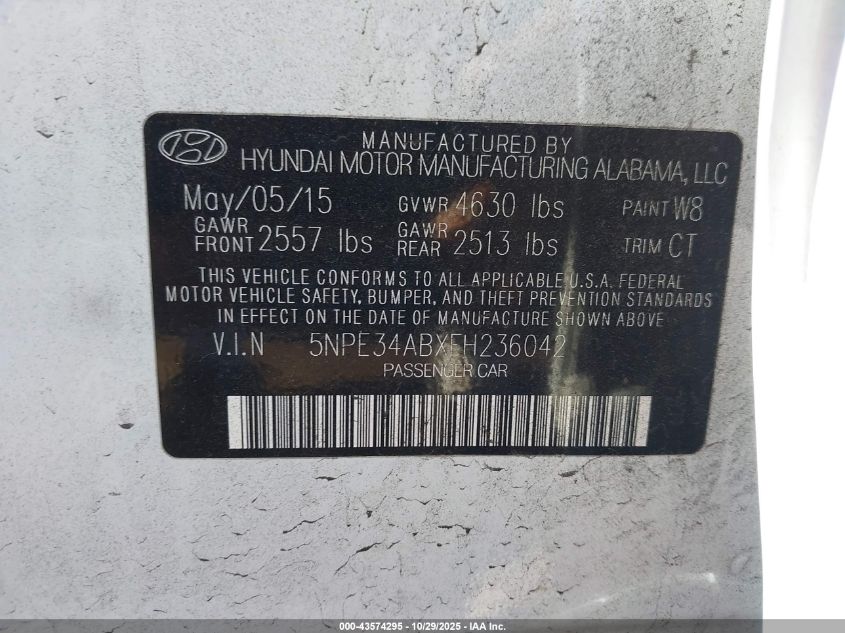 MANUFACTURED BY
HYUNDAI MOTOR MANUFACTURING ALABAMA, LLC
May/05/15 GVWR 4630 lbs PAINT W8
GAWR FRONT 2557 lbs GAWR REAR 2513 lbs TRIM CT
THIS VEHICLE CONFORMS TO ALL APPLICABLE U.S.A. FEDERAL
MOTOR VEHICLE SAFETY, BUMPER, AND THEFT PREVENTION STANDARDS
IN EFFECT ON THE DATE OF MANUFACTURE SHOWN ABOVE
V.I.N 5NPE34ABXFH236042
PASSENGER CAR
000-43574295 - 10/29/2025 - IAA Inc.